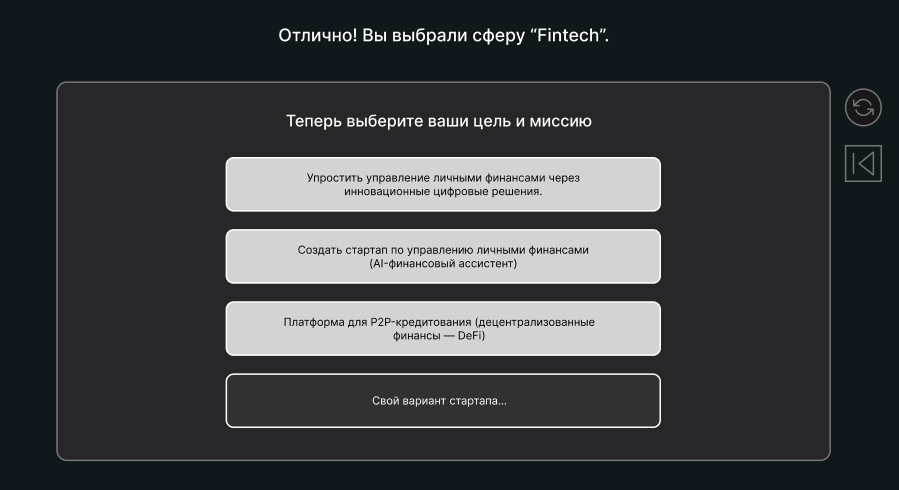 Отлично! Вы выбрали сферу “Fintech”.
Теперь выберите ваши цель и миссию
Упростить управление личными финансами через
инновационные цифровые решения.
Создать стартап по управлению личными финансами
(AI-финансовый ассистент)
Платформа для P2P-кредитования (децентрализованные
финансы — DeFi)
Свой вариант стартапа...